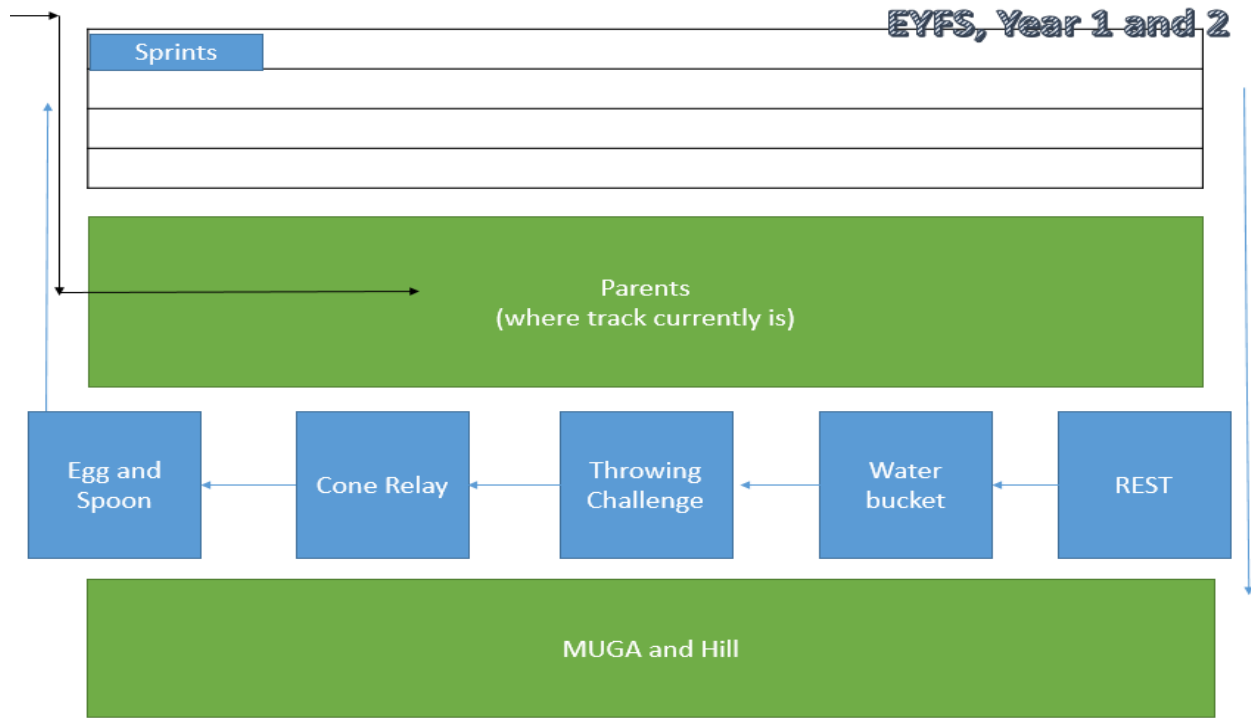 EYFS, Year 1 and 2
Sprints
Parents
(where track currently is)
Egg and
Spoon
Cone Relay
Throwing
Challenge
Water
bucket
REST
MUGA and Hill